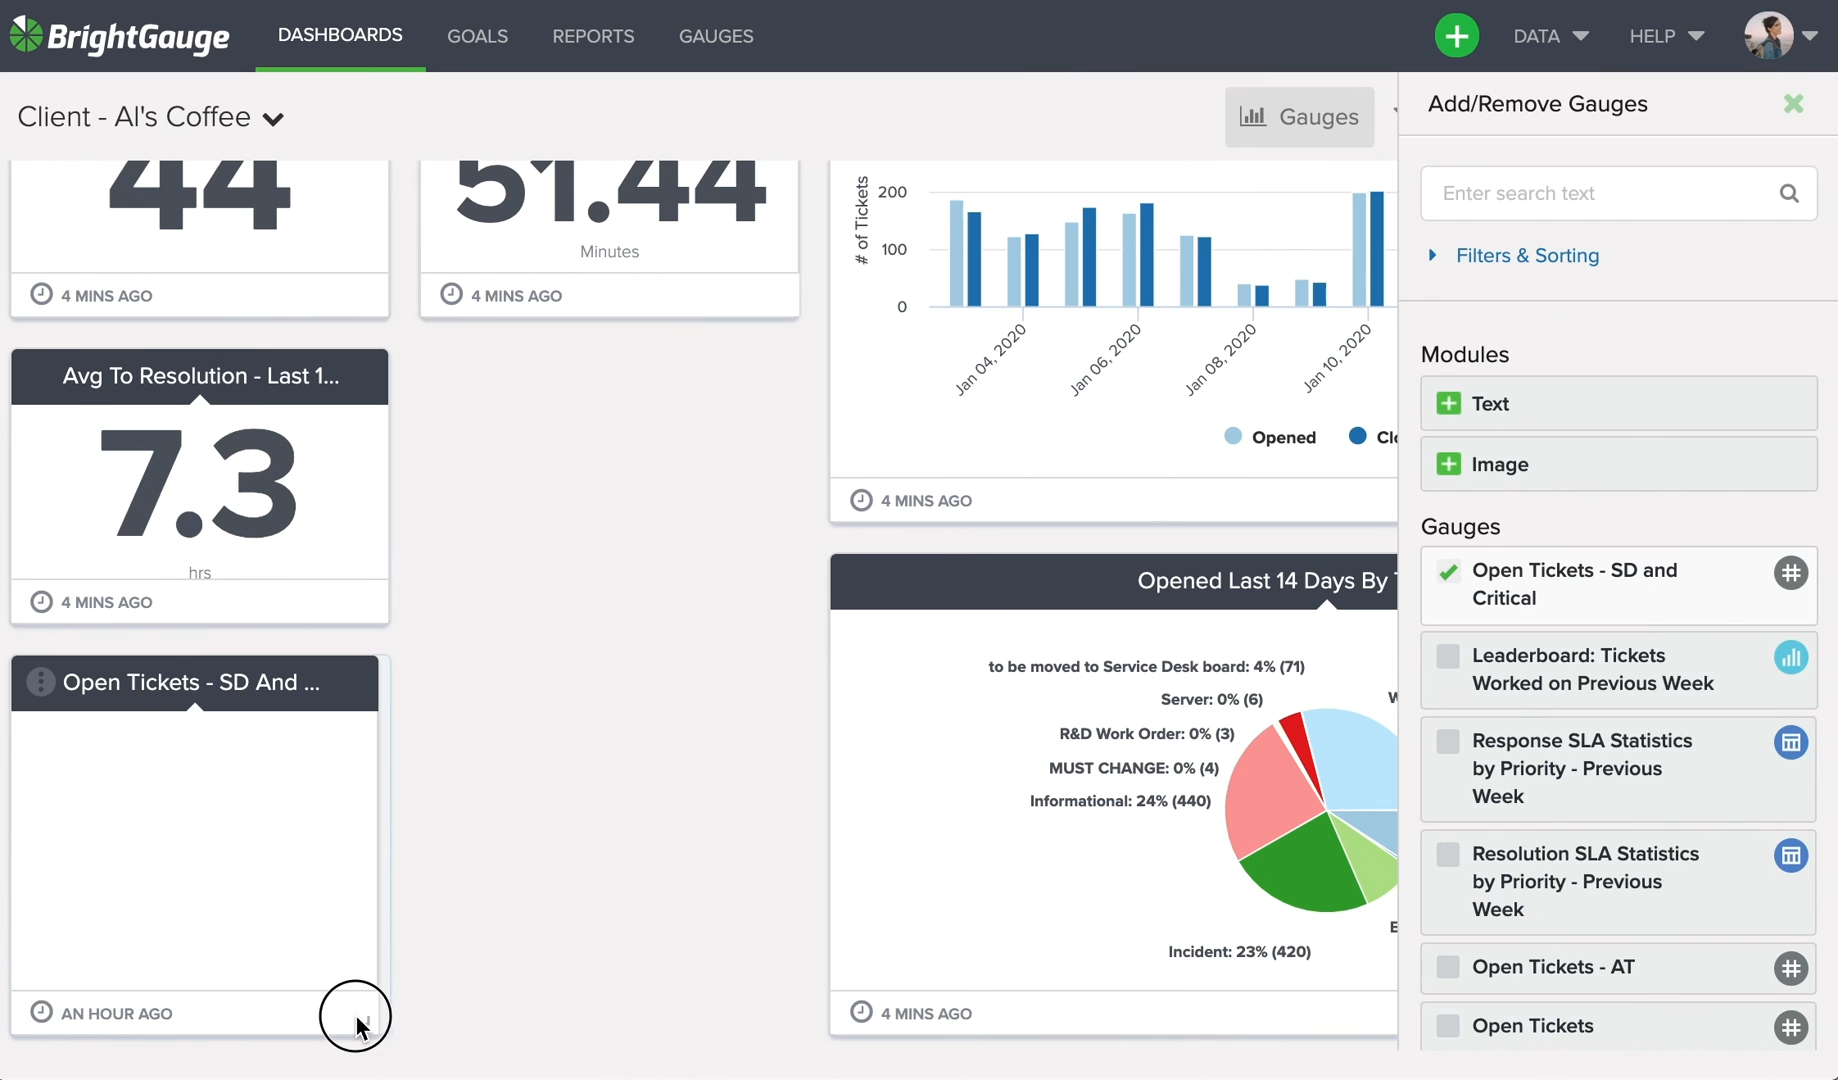 BrightGauge
DASHBOARDS
GOALS
REPORTS
GAUGES
DATA
HELP
Client - Al's Coffee
Gauges
44
4 MINS AGO
51.44
Minutes
4 MINS AGO
# of Tickets
200
100
0
Jan 04, 2020
Jan 06, 2020
Jan 08, 2020
Jan 10, 2020
Opened
4 MINS AGO
Avg To Resolution - Last 1...
7.3
hrs
4 MINS AGO
Open Tickets - SD And ...
AN HOUR AGO
Opened Last 14 Days By
to be moved to Service Desk board: 4% (71)
Server: 0% (6)
R&D Work Order: 0% (3)
MUST CHANGE: 0% (4)
Informational: 24% (440)
Incident: 23% (420)
4 MINS AGO
Add/Remove Gauges
Enter search text
Filters & Sorting
Modules
Text
Image
Gauges
Open Tickets - SD and
Critical
#
Leaderboard: Tickets
Worked on Previous Week
Response SLA Statistics
by Priority - Previous
Week
Resolution SLA Statistics
by Priority - Previous
Week
Open Tickets - AT
#
Open Tickets
#